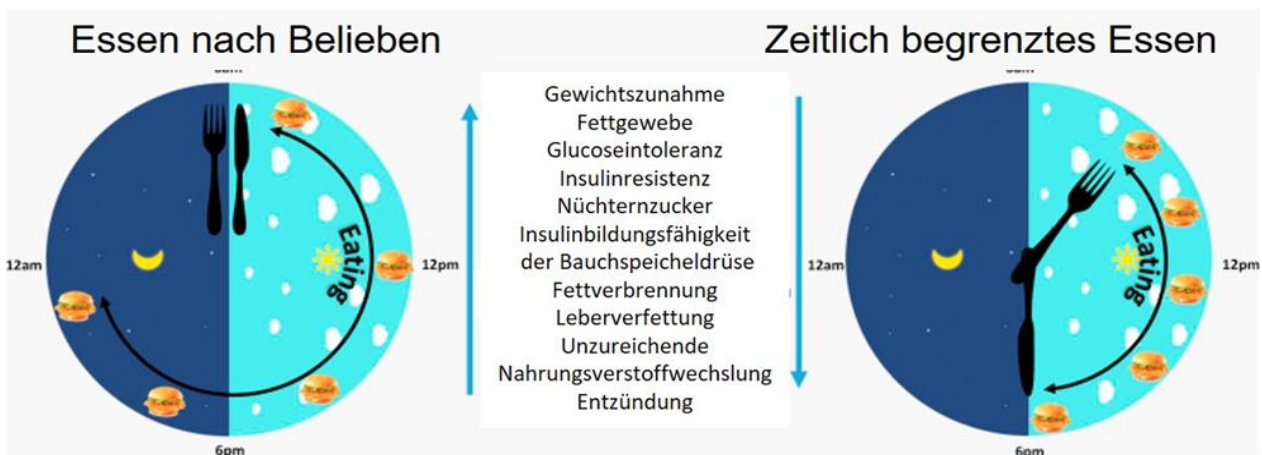 Essen nach Belieben
Zeitlich begrenztes Essen
12am
Eating
12pm
6pm
Gewichtszunahme
Fettgewebe
Glucoseintoleranz
Insulinresistenz
Nüchternzucker
Insulinbildungsfähigkeit
der Bauchspeicheldrüse
Fettverbrennung
Leberverfettung
Unzureichende
Nahrungsverstoffwechslung
Entzündung
12am
Eating
12pm
6pm